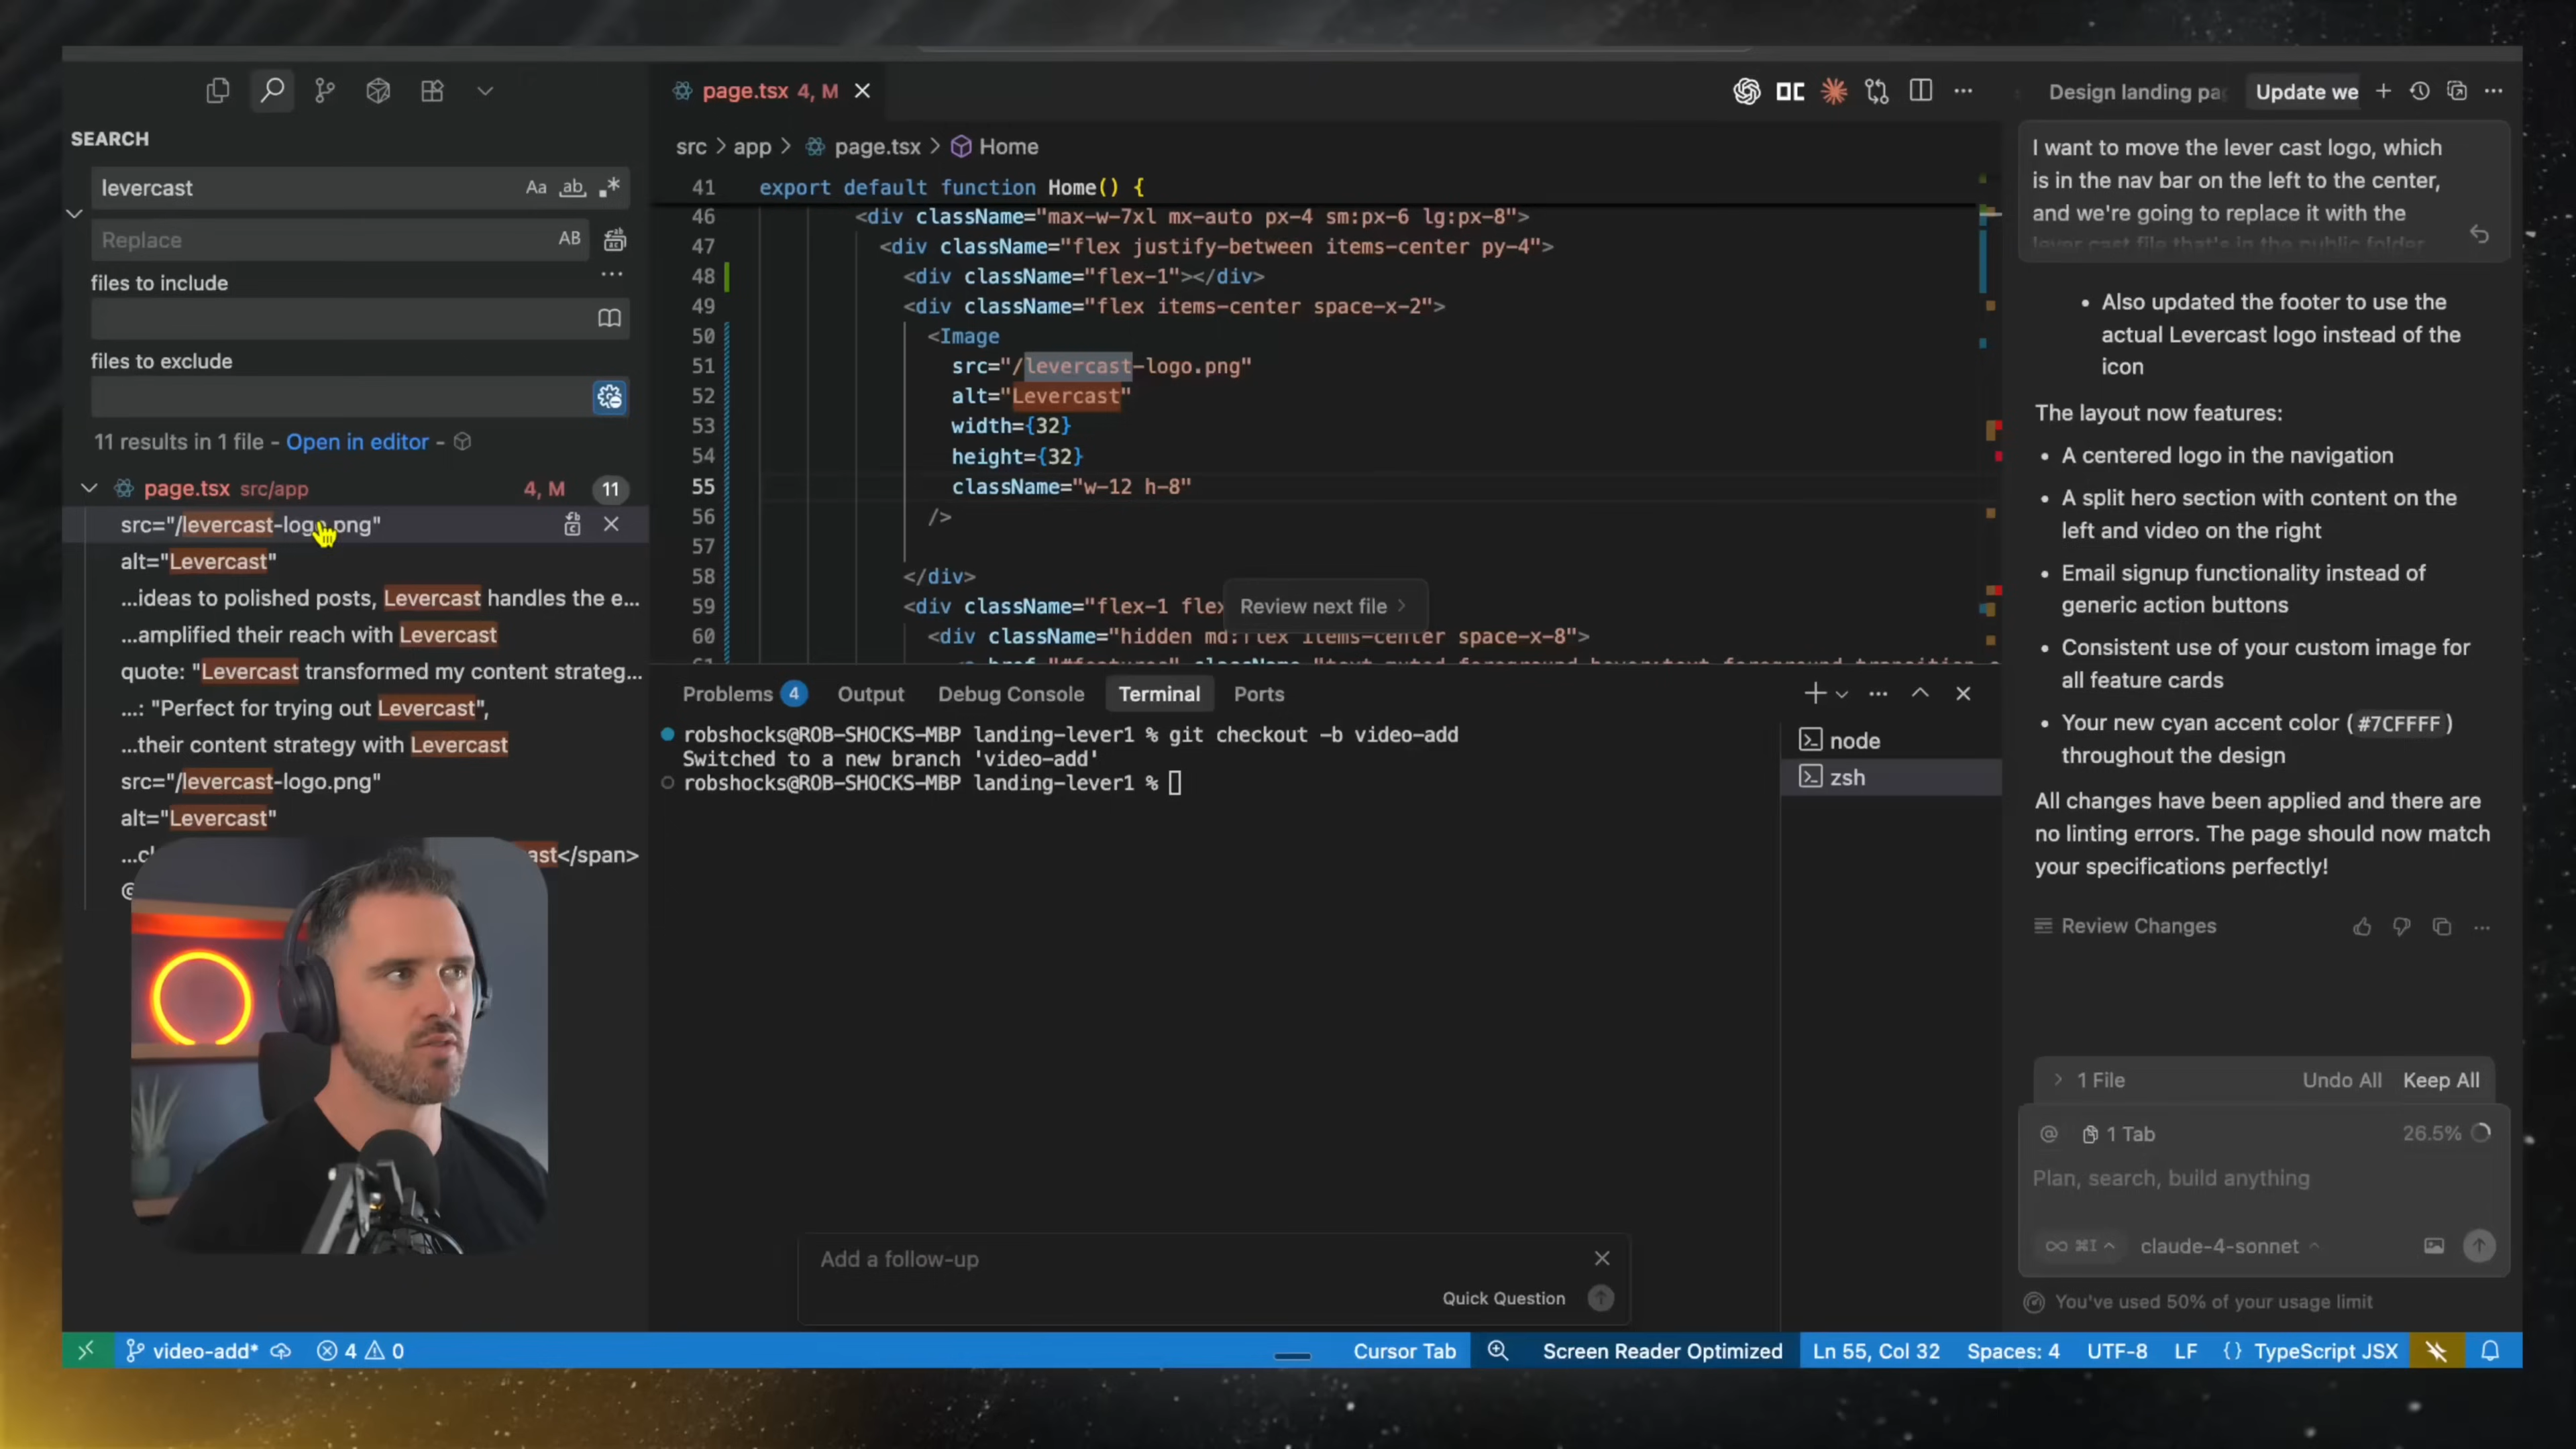 SEARCH
levercast
Aa ab
Replace
AB
files to include
files to exclude
11 results in 1 file - Open in editor -
page.tsx src/app 4, M 11
src="/levercast-logo.png"
alt="Levercast"
...ideas to polished posts, Levercast handles the e...
...amplified their reach with Levercast
quote: "Levercast transformed my content strateg...
...: "Perfect for trying out Levercast",
...their content strategy with Levercast
src="/levercast-logo.png"
alt="Levercast"
ast</span>
page.tsx 4, M
src > app > page.tsx > Home
41 export default function Home() {
46 <div className="max-w-7xl mx-auto px-4 sm:px-6 lg:px-8">
47 <div className="flex justify-between items-center py-4">
48 <div className="flex-1"></div>
49 <div className="flex items-center space-x-2">
50 <Image
51 src="/levercast-logo.png"
52 alt="Levercast"
53 width={32}
54 height={32}
55 className="w-12 h-8"
56 />
57
58 </div>
59 <div className="flex-1 flex
Review next file >
60 <div className="hidden md:flex items-center space-x-8">
Problems 4 Output Debug Console Terminal Ports
robshocks@ROB-SHOCKS-MBP landing-lever1 % git checkout -b video-add
Switched to a new branch 'video-add'
robshocks@ROB-SHOCKS-MBP landing-lever1 %
node
zsh
Add a follow-up
Quick Question
Design landing pa
Update we
I want to move the lever cast logo, which
is in the nav bar on the left to the center,
and we're going to replace it with the
lever cast file that's in the public folder
• Also updated the footer to use the
actual Levercast logo instead of the
icon
The layout now features:
• A centered logo in the navigation
• A split hero section with content on the
left and video on the right
• Email signup functionality instead of
generic action buttons
• Consistent use of your custom image for
all feature cards
• Your new cyan accent color (#7CFFFF)
throughout the design
All changes have been applied and there are
no linting errors. The page should now match
your specifications perfectly!
Review Changes
> 1 File Undo All Keep All
@ 1 Tab 26.5%
Plan, search, build anything
∞ ⌘I claude-4-sonnet
You've used 50% of your usage limit
video-add* 4 0
Cursor Tab
Screen Reader Optimized
Ln 55, Col 32
Spaces: 4
UTF-8
LF
{} TypeScript JSX